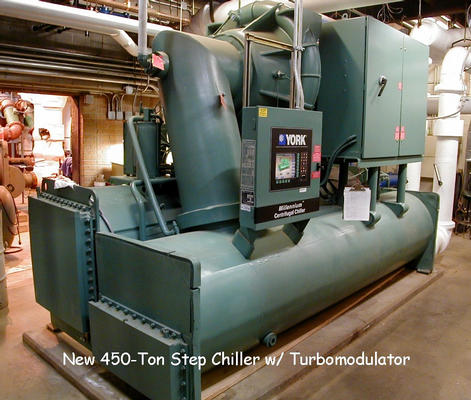 YORK
Millennium
Centrifugal Chiller
New 450-Ton Step Chiller w/ Turbomodulator